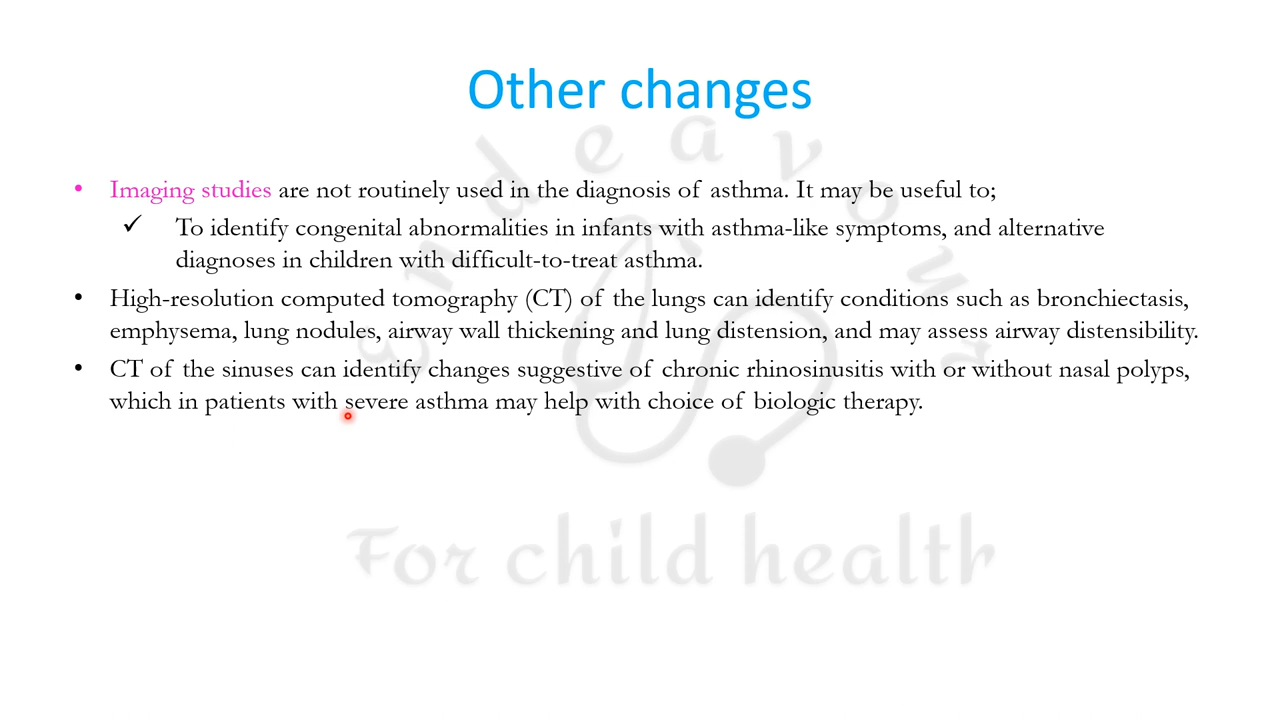 Other changes
• Imaging studies are not routinely used in the diagnosis of asthma. It may be useful to;
✓ To identify congenital abnormalities in infants with asthma-like symptoms, and alternative
diagnoses in children with difficult-to-treat asthma.
• High-resolution computed tomography (CT) of the lungs can identify conditions such as bronchiectasis,
emphysema, lung nodules, airway wall thickening and lung distension, and may assess airway distensibility.
• CT of the sinuses can identify changes suggestive of chronic rhinosinusitis with or without nasal polyps,
which in patients with severe asthma may help with choice of biologic therapy.
Endeavour
For child health